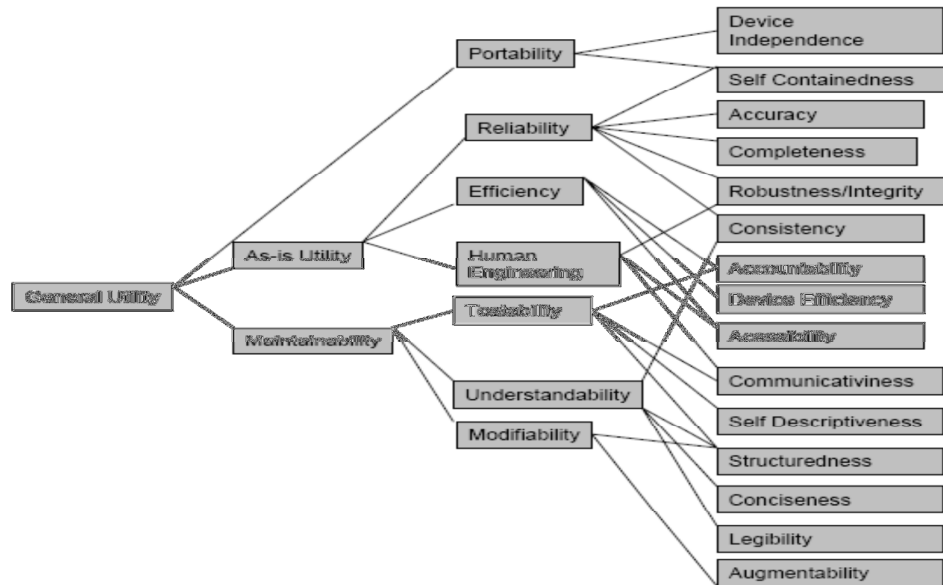 General Utility
As-is Utility
Maintainability
Portability
Reliability
Efficiency
Human
Engineering
Testability
Understandability
Modifiability
Device
Independence
Self Containedness
Accuracy
Completeness
Robustness/Integrity
Consistency
Accountability
Device Efficiency
Acessibility
Communicativiness
Self Descriptiveness
Structuredness
Conciseness
Legibility
Augmentability